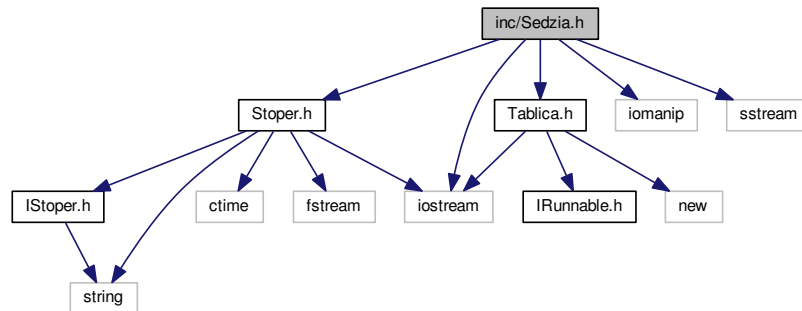 inc/Sedzia.h
Stoper.h
Tablica.h
iomanip
sstream
IStoper.h
ctime
fstream
iostream
IRunnable.h
new
string